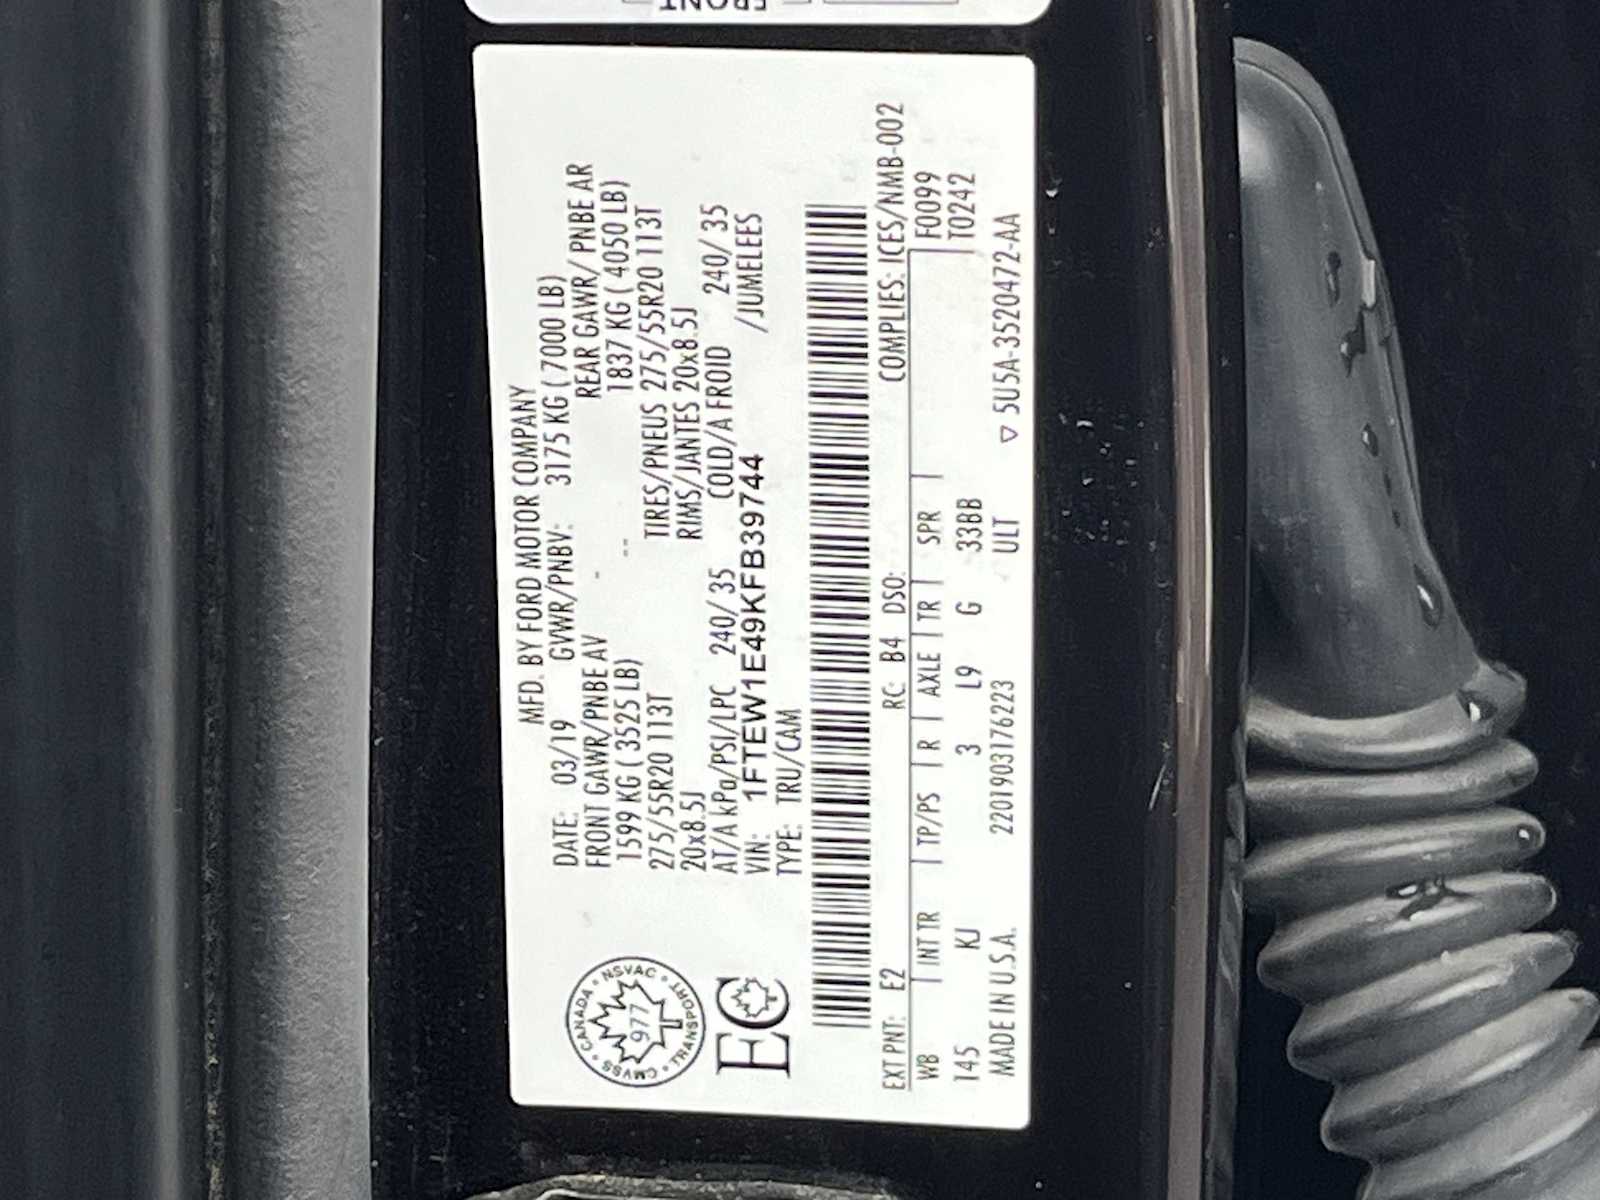 FRONT
MFD. BY FORD MOTOR COMPANY
DATE: 03/19 GVWR/PNBV: 3175 KG ( 7000 LB)
FRONT GAWR/PNBE AV REAR GAWR/ PNBE AR
1599 KG ( 3525 LB) 1837 KG ( 4050 LB)
275/55R20 113T TIRES/PNEUS 275/55R20 113T
20x8.5J RIMS/JANTES 20x8.5J
AT/A kPa/PSI/LPC 240/ 35 COLD/A FROID 240/ 35
VIN: 1FTEW1E49KFB39744 /JUMELEES
TYPE: TRU/CAM
CANADA • NSVAC • TRANSPORT • CMVSS •
977
EC
EXT PNT: E2 RC: B4 DSO: COMPLIES: ICES/NMB-002
WB INT TR TP/PS R AXLE TR SPR F0099
145 KJ 3 L9 G 33BB T0242
MADE IN U.S.A. 2201903176223 ULT ▽ 5U5A-3520472-AA